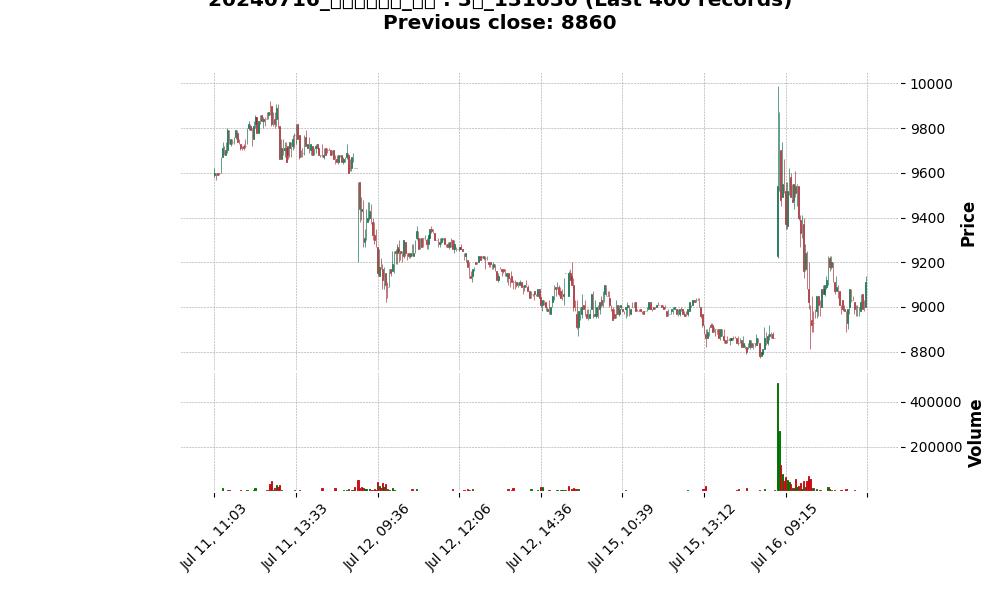 20240716_ : 3 _131030 (Last 400 records)
Previous close: 8860
10000
9800
9600
9400
9200
9000
8800
Price
400000
200000
Volume
Jul 11, 11:03
Jul 11, 13:33
Jul 12, 09:36
Jul 12, 12:06
Jul 12, 14:36
Jul 15, 10:39
Jul 15, 13:12
Jul 16, 09:15